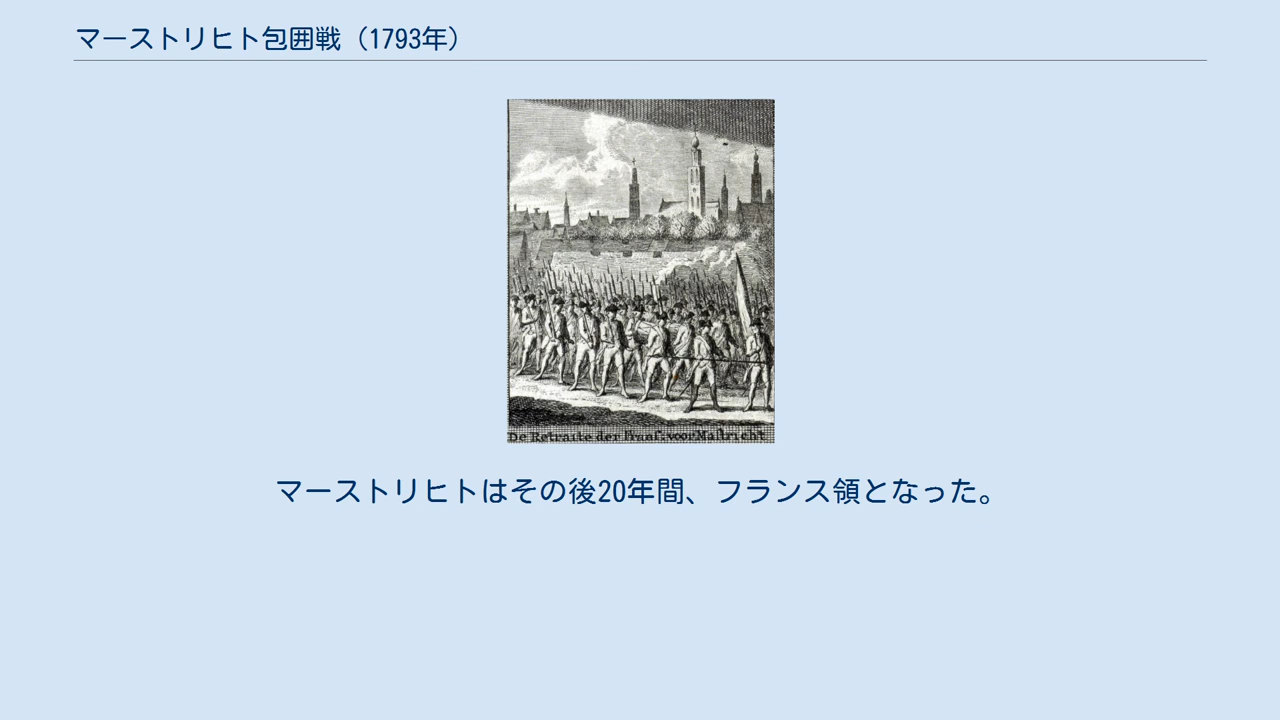 マーストリヒト包囲戦（1793年）
De Retraite der Franſ: voor Maſtricht
マーストリヒトはその後20年間、フランス領となった。